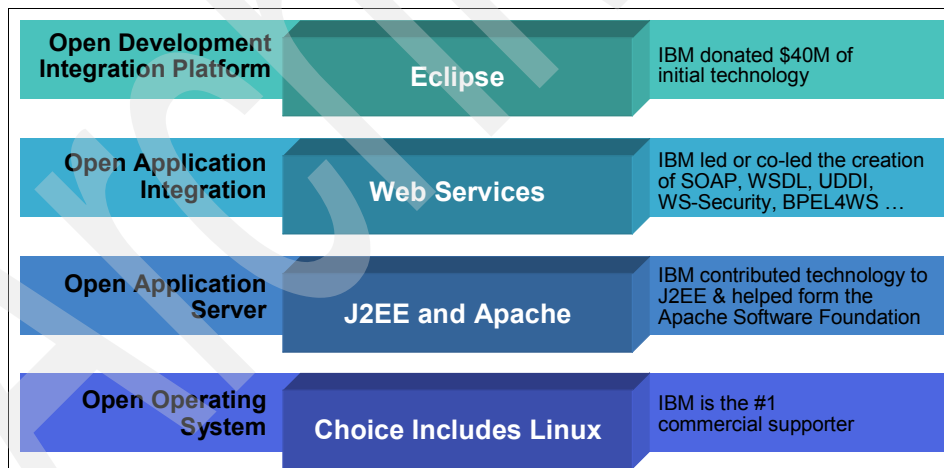 Open Development
Integration Platform
Eclipse
IBM donated $40M of
initial technology
Open Application
Integration
Web Services
IBM led or co-led the creation
of SOAP, WSDL, UDDI,
WS-Security, BPEL4WS ...
Open Application
Server
J2EE and Apache
IBM contributed technology to
J2EE & helped form the
Apache Software Foundation
Open Operating
System
Choice Includes Linux
IBM is the #1
commercial supporter